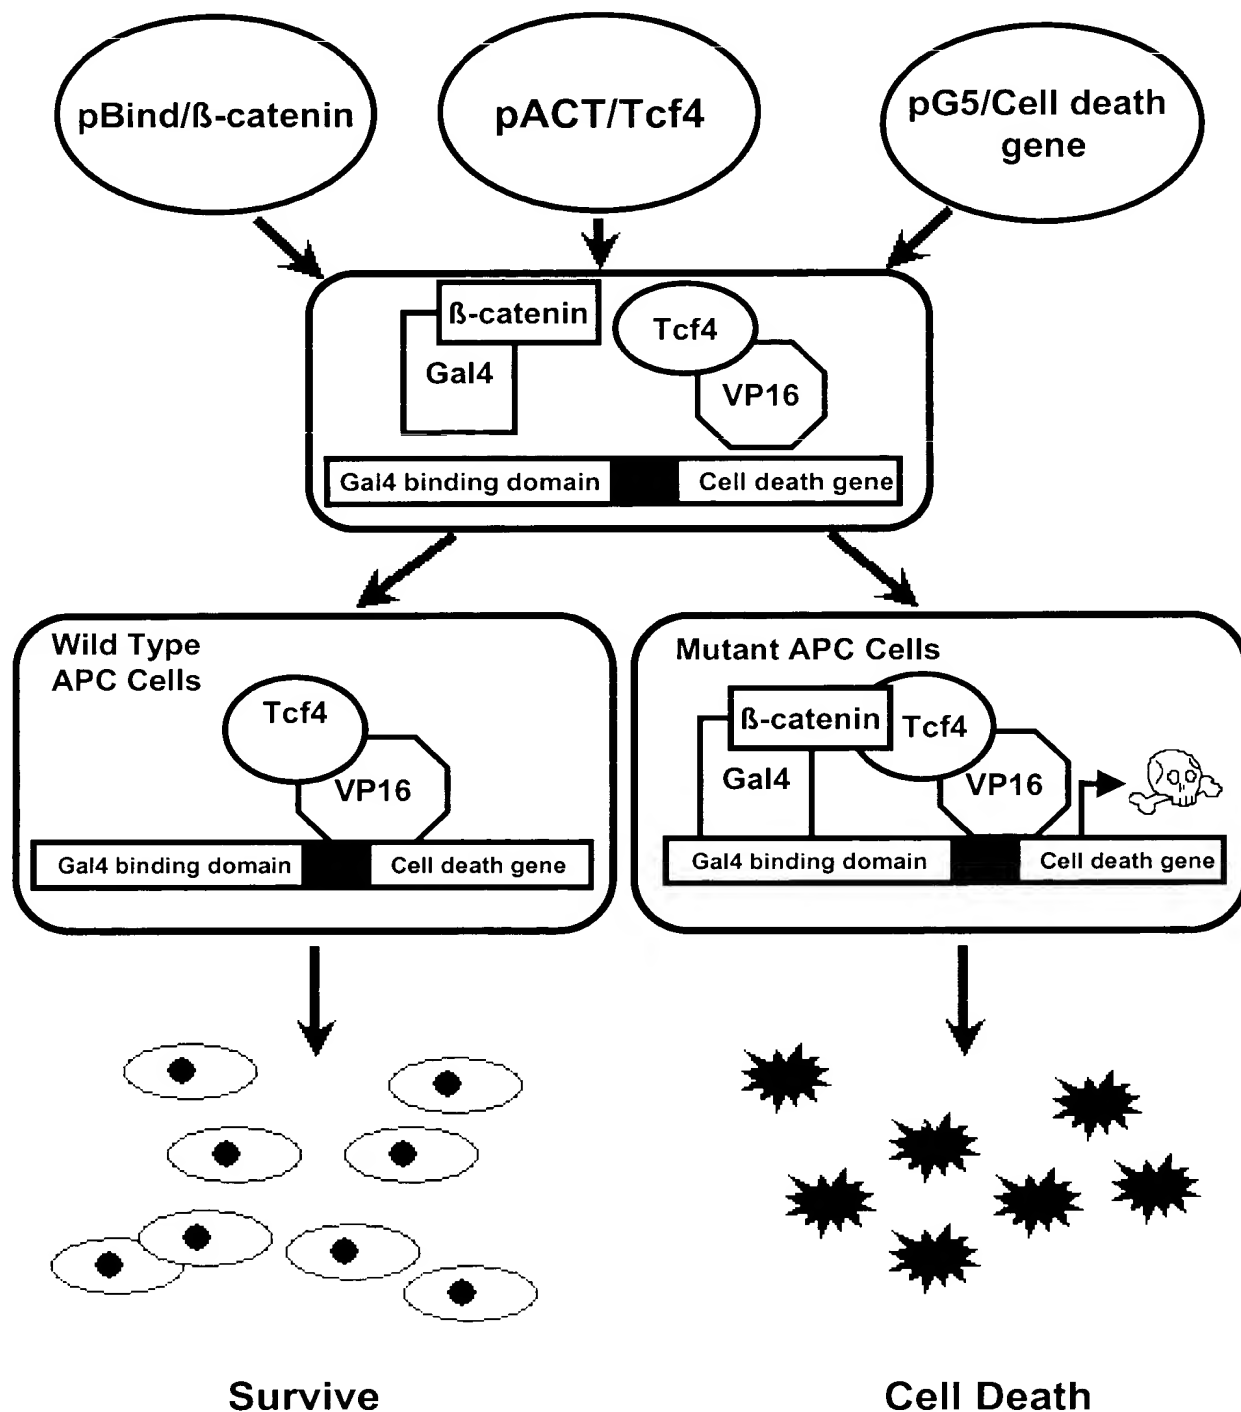 pBind/ß-catenin
pACT/Tcf4
pG5/Cell death
gene
ß-catenin
Tcf4
Gal4
VP16
Gal4 binding domain
Cell death gene
Wild Type
APC Cells
Tcf4
VP16
Gal4 binding domain
Cell death gene
Mutant APC Cells
ß-catenin
Tcf4
Gal4
VP16
Gal4 binding domain
Cell death gene
Survive
Cell Death